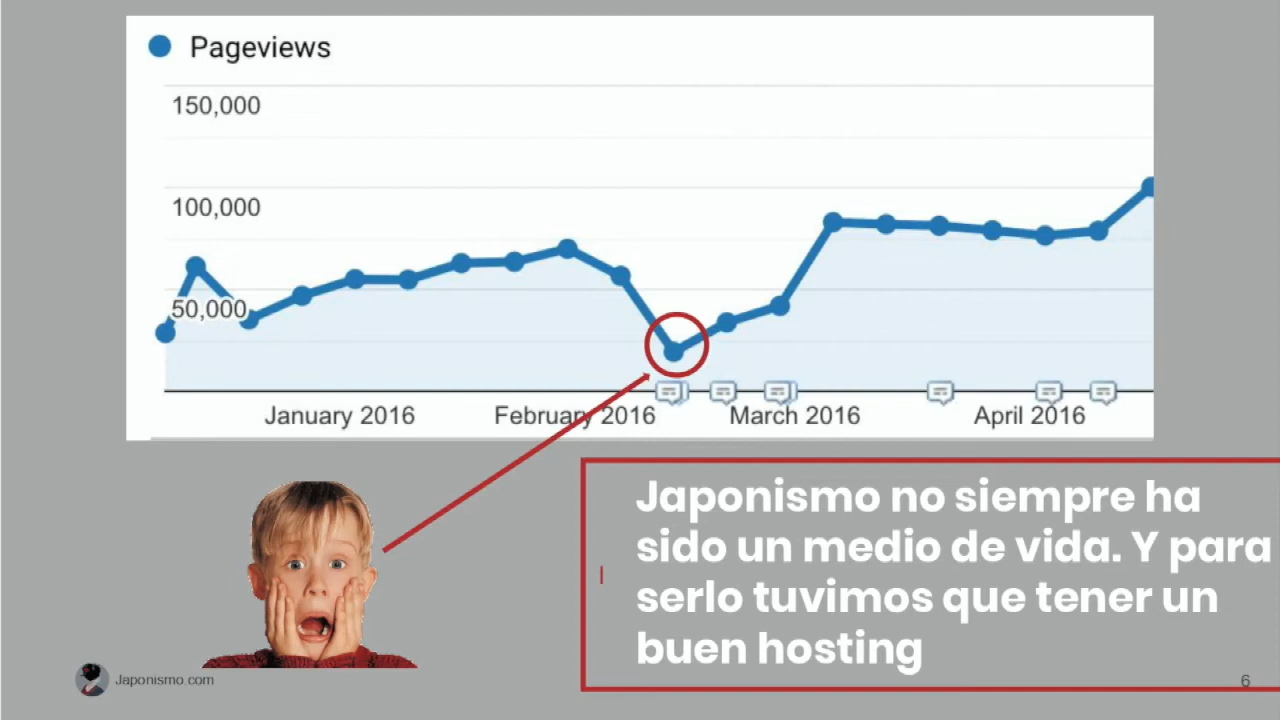 Pageviews
150,000
100,000
50,000
January 2016
February 2016
March 2016
April 2016
Japonismo no siempre ha
sido un medio de vida. Y para
serlo tuvimos que tener un
buen hosting
Japonismo.com
6